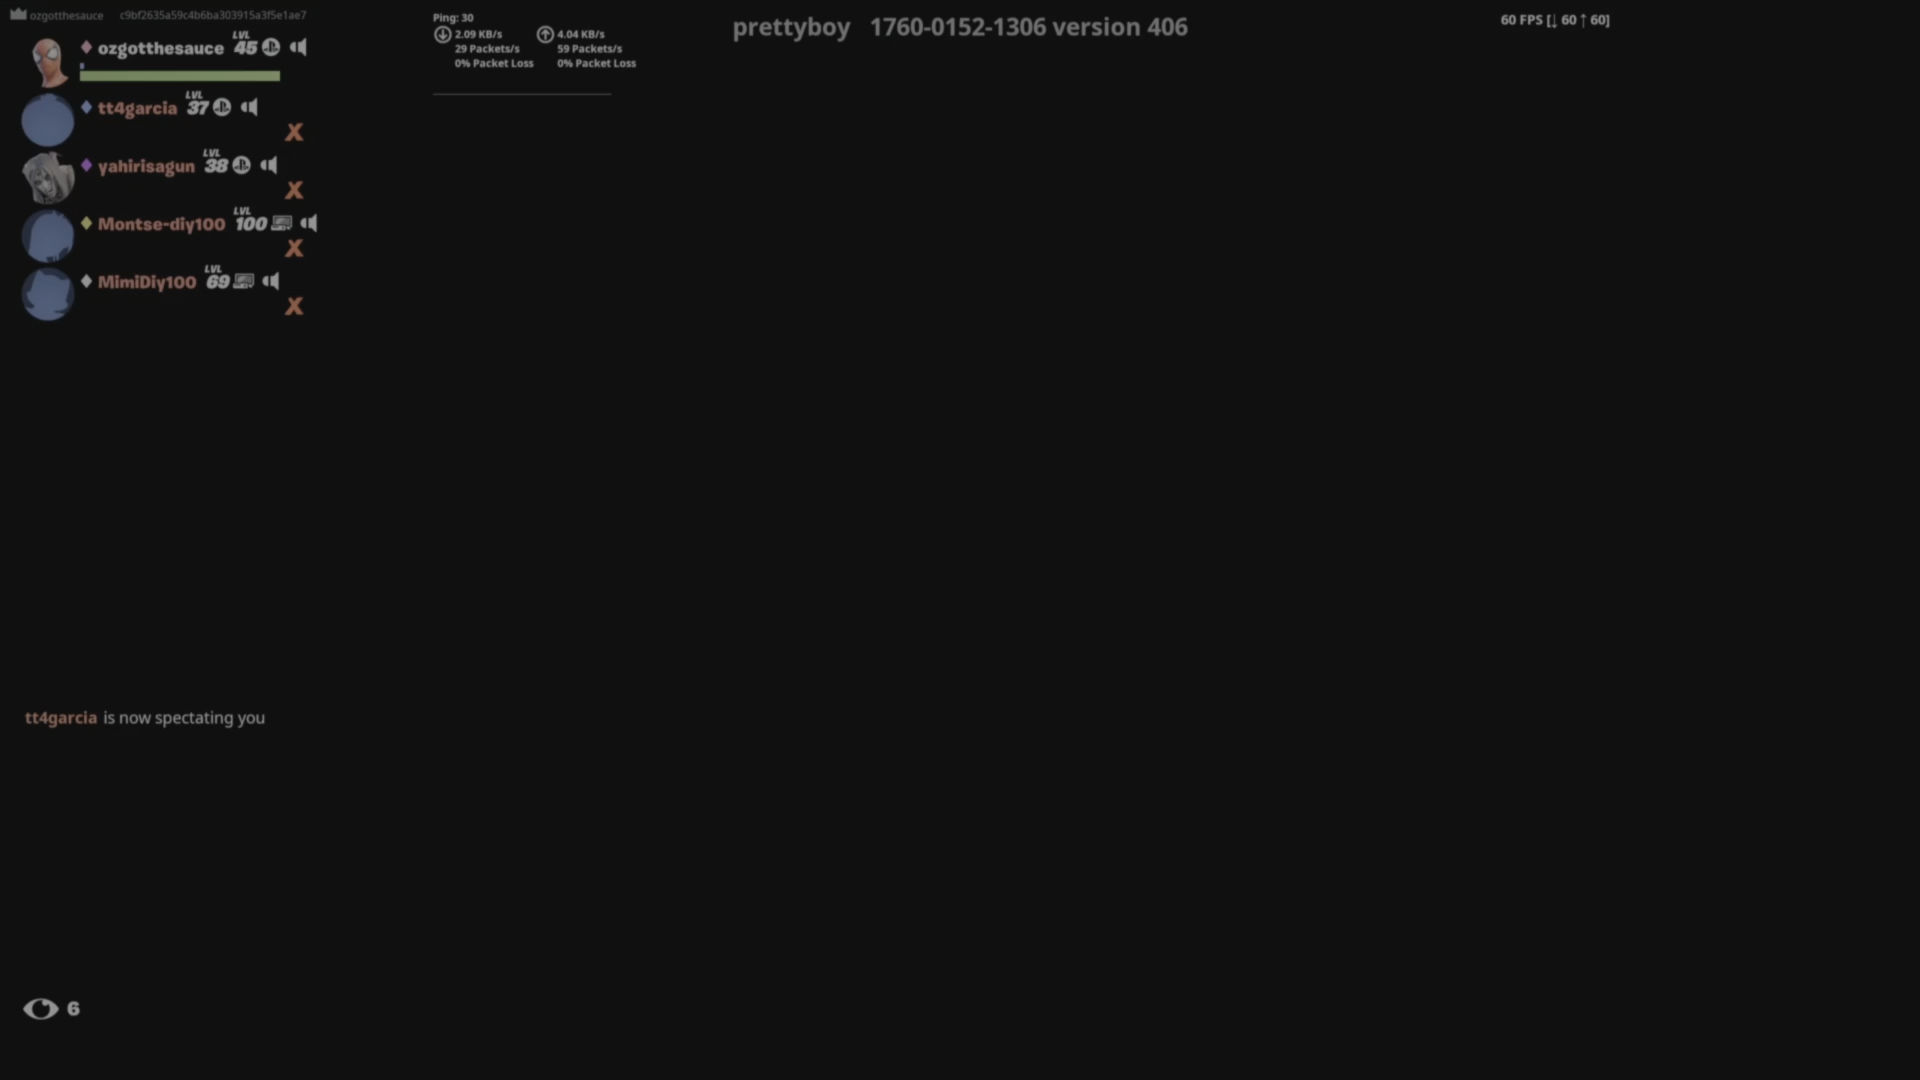 ozgotthesauce c9bf2635a59c4b6ba303915a3f5e1ae7
ozgotthesauce LVL 45
tt4garcia LVL 37
X
yahirisagun LVL 38
X
Montse-diy100 LVL 100
X
MimiDiy100 LVL 69
X
Ping: 30
2.09 KB/s 4.04 KB/s
29 Packets/s 59 Packets/s
0% Packet Loss 0% Packet Loss
prettyboy 1760-0152-1306 version 406
60 FPS [↓ 60 ↑ 60]
tt4garcia is now spectating you
6